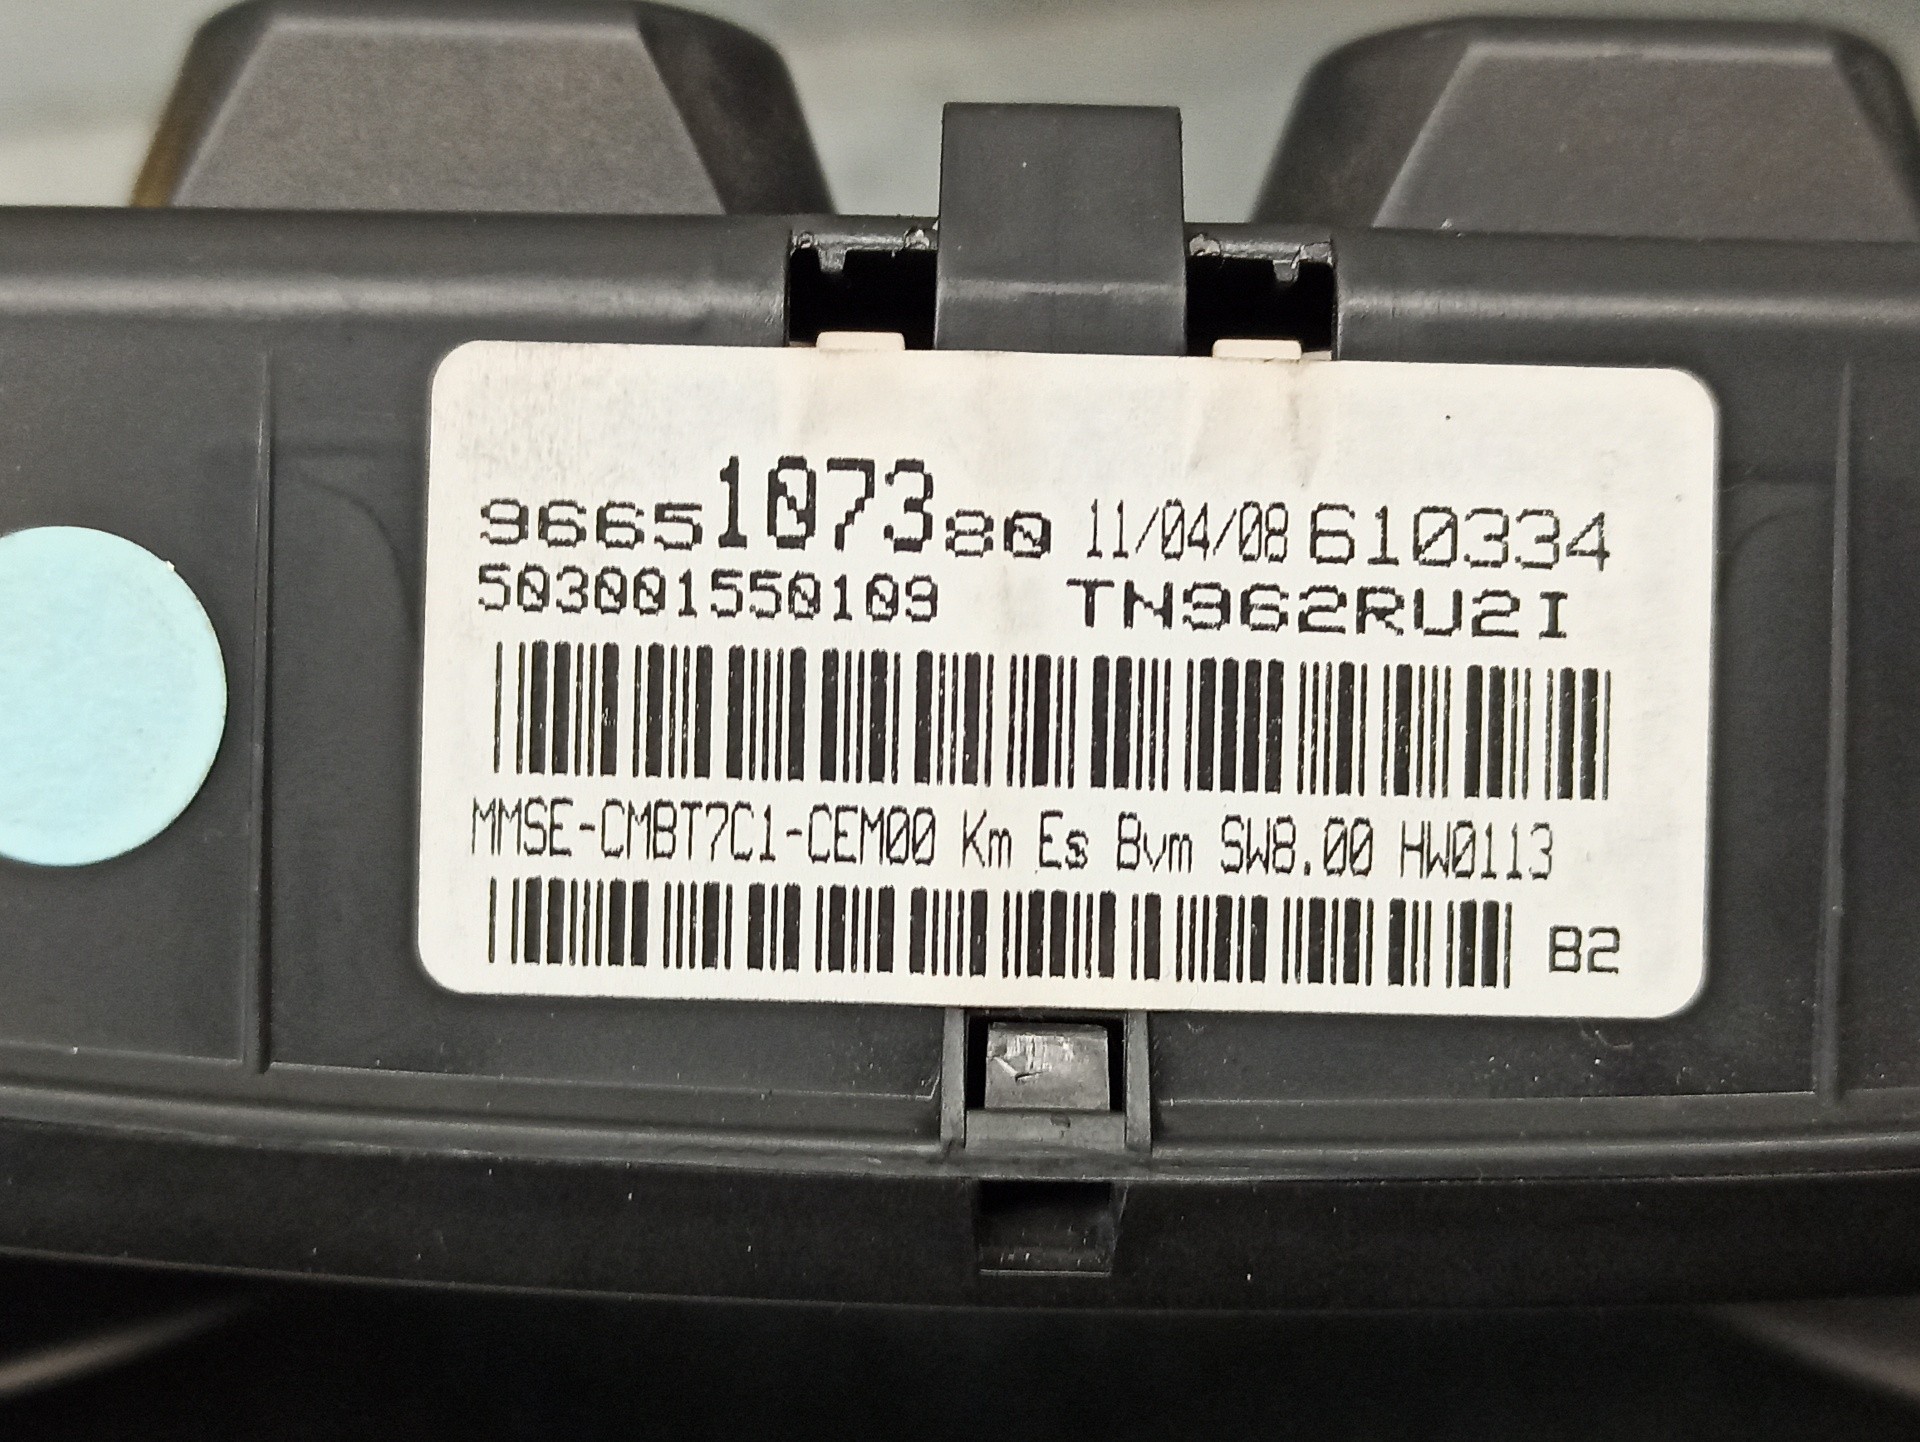 9665107380 11/04/08 610334
503001550109 TN962RU2I
MMSE-CMBT7C1-CEM00 Km Es Bvm SW8.00 HW0113
B2